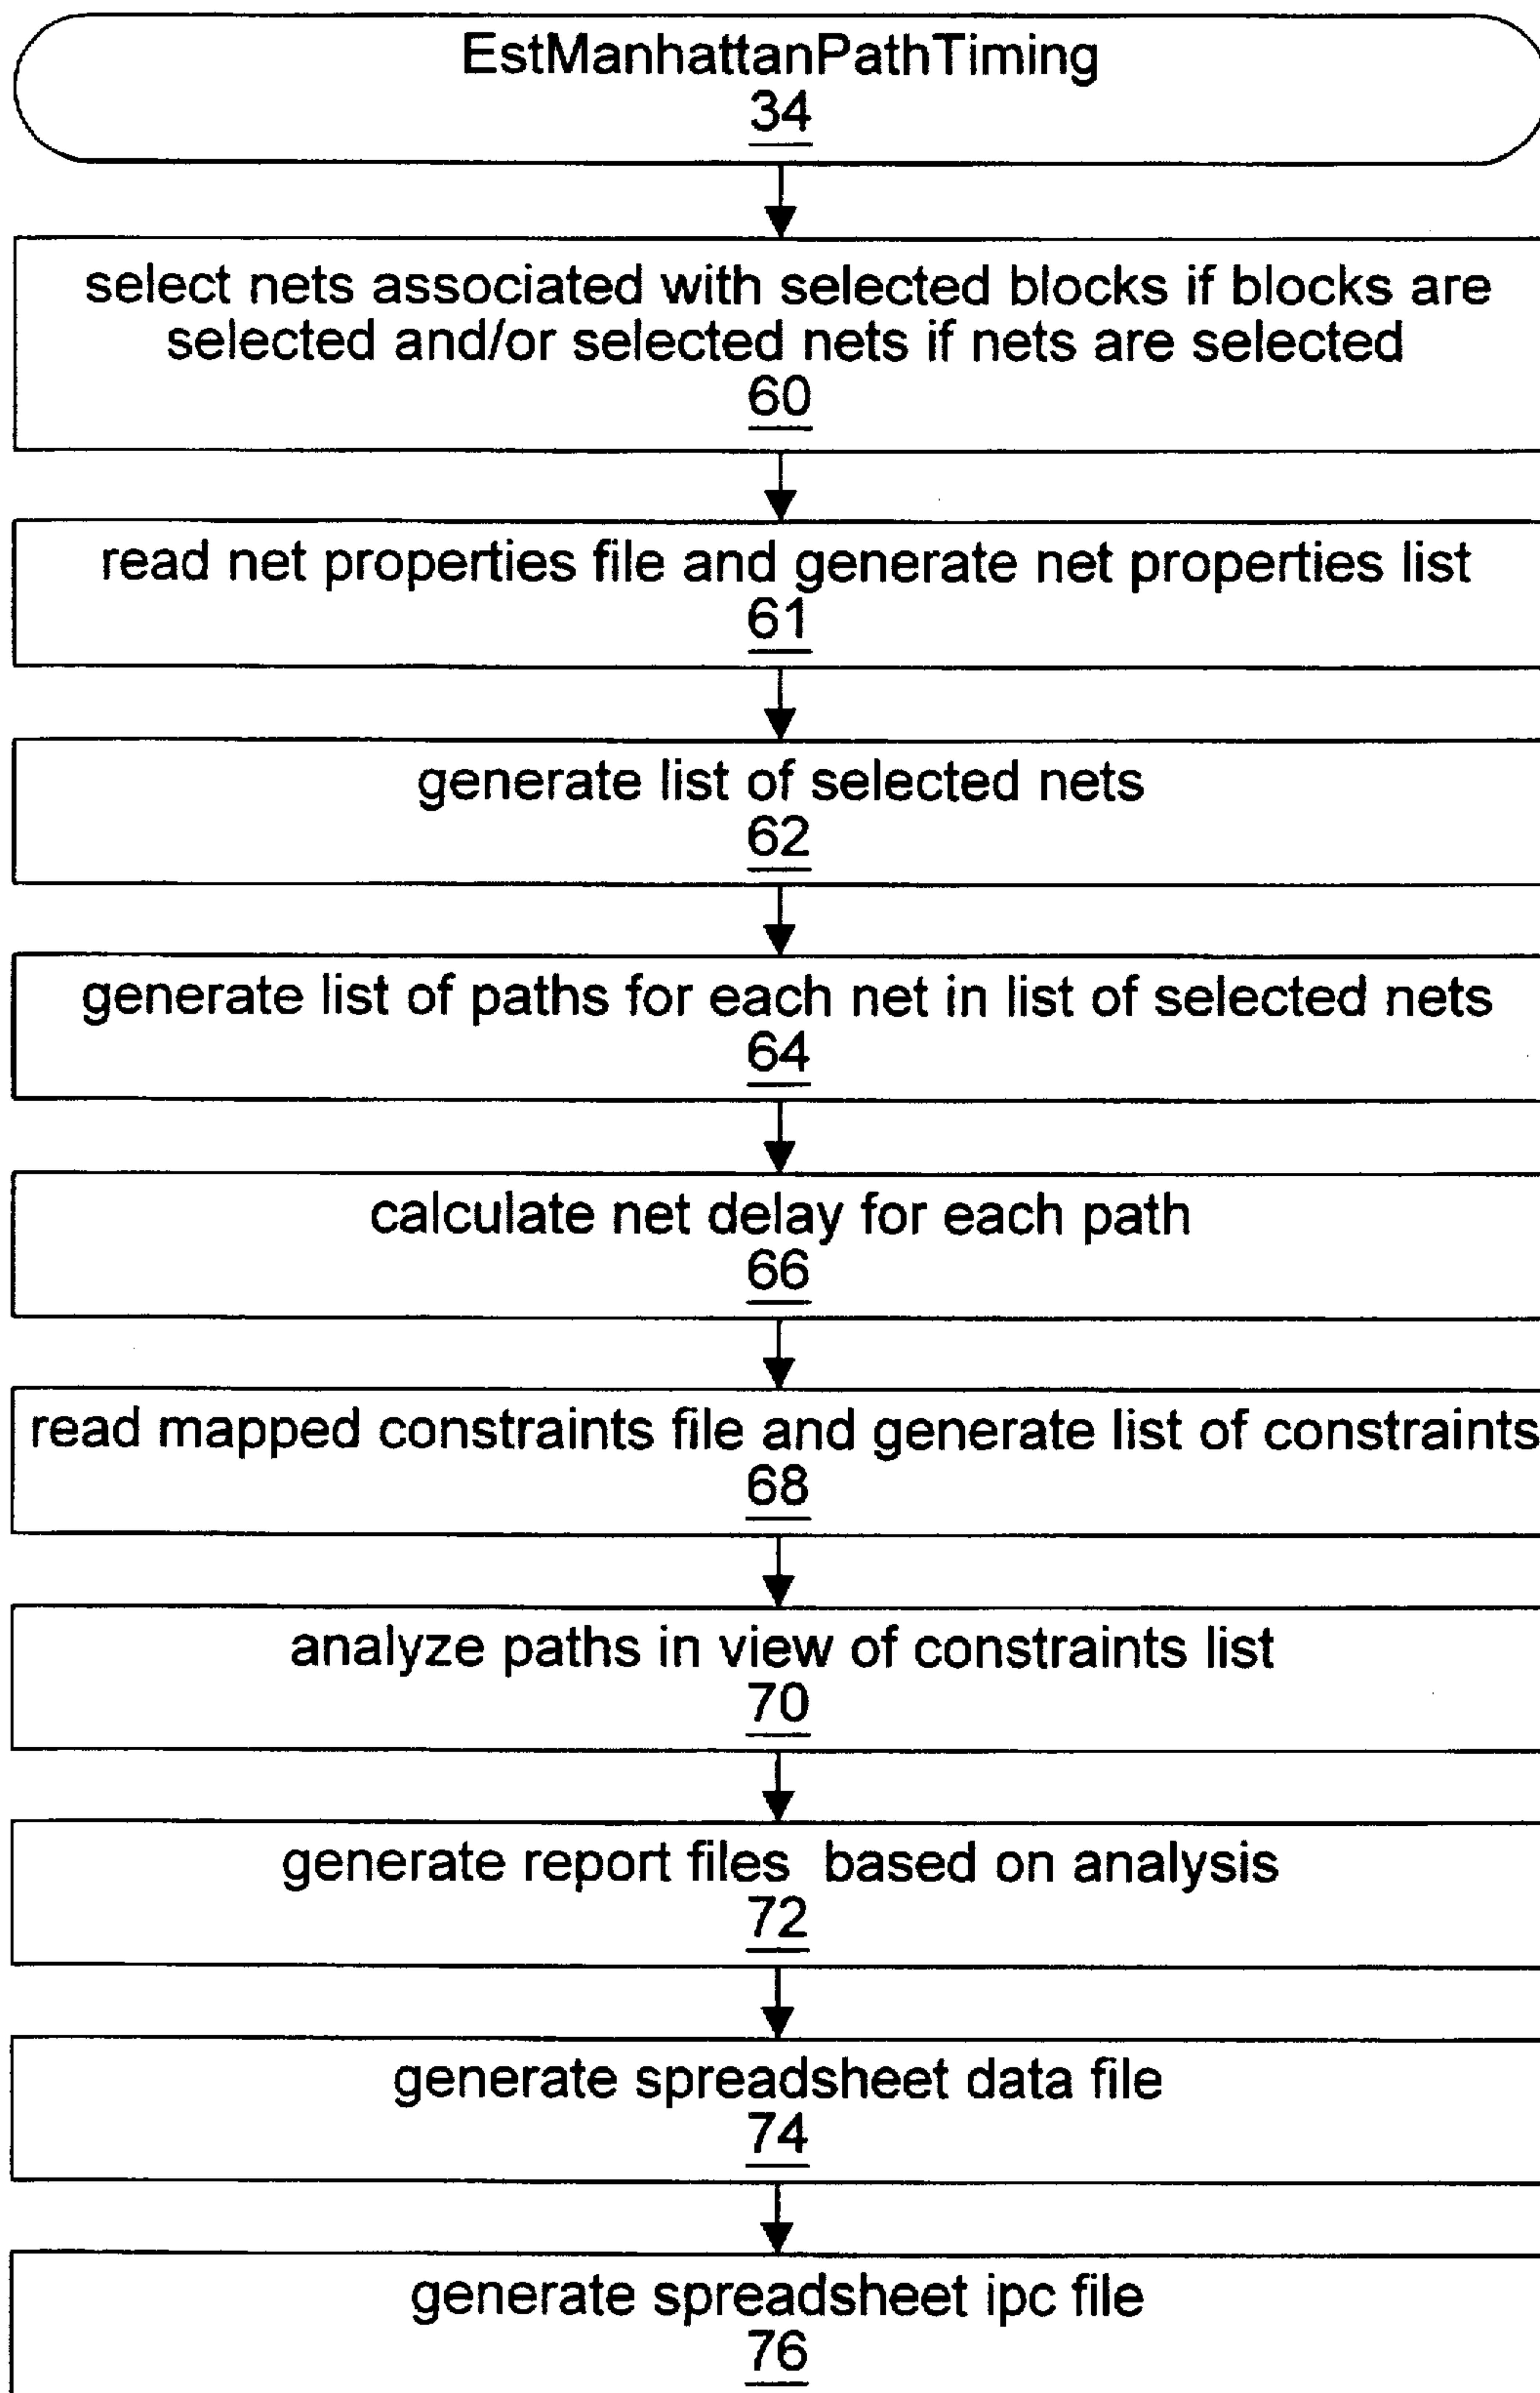 EstManhattanPathTiming
34
select nets associated with selected blocks if blocks are
selected and/or selected nets if nets are selected
60
read net properties file and generate net properties list
61
generate list of selected nets
62
generate list of paths for each net in list of selected nets
64
calculate net delay for each path
66
read mapped constraints file and generate list of constraints
68
analyze paths in view of constraints list
70
generate report files  based on analysis
72
generate spreadsheet data file
74
generate spreadsheet ipc file
76